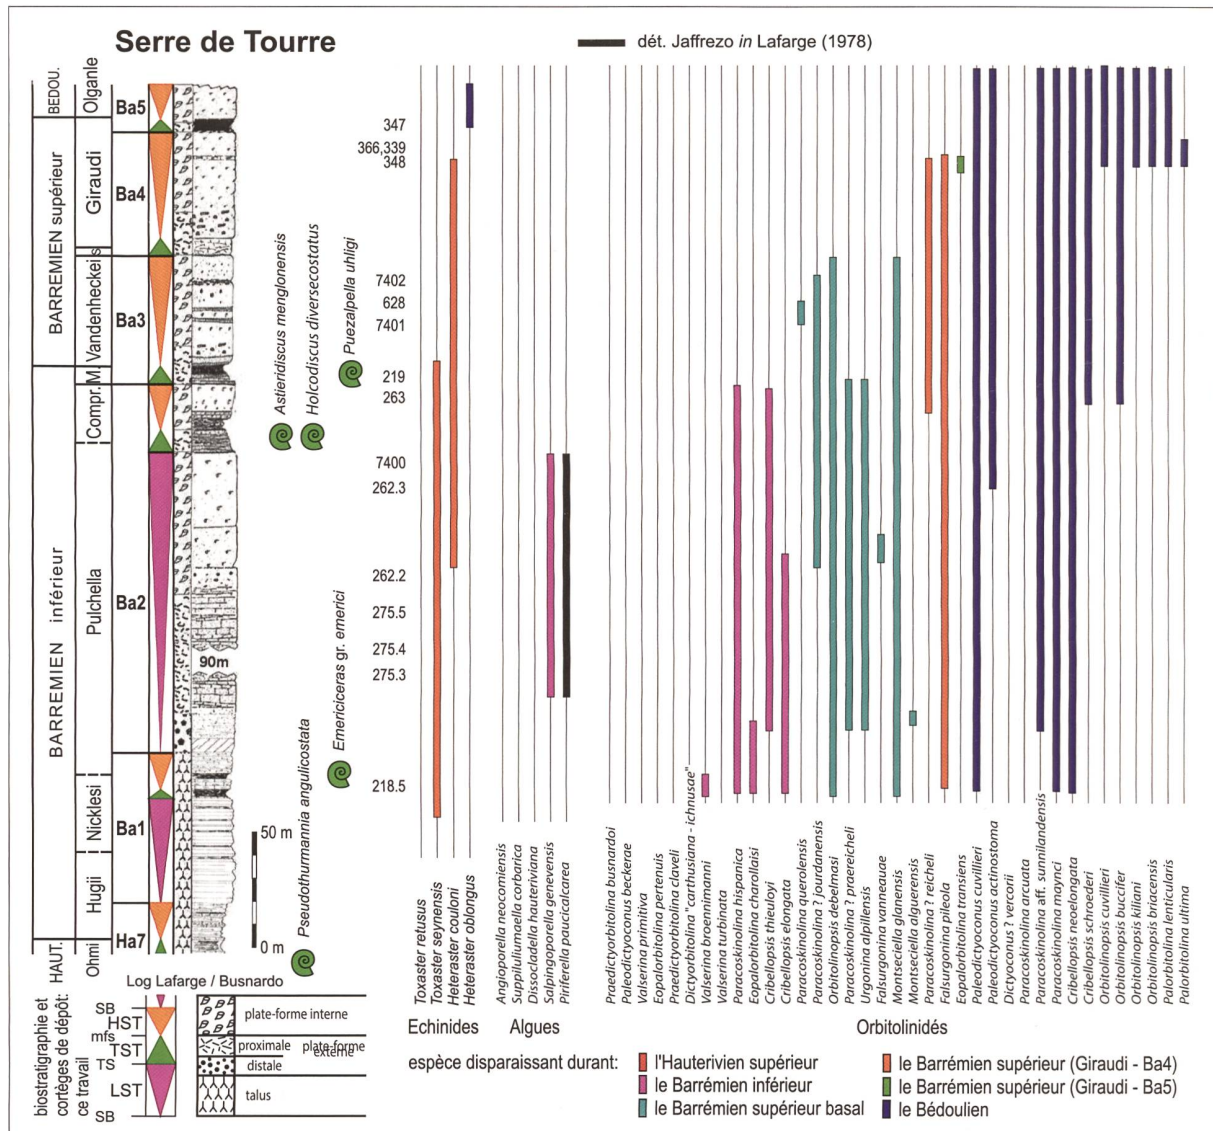 Serre de Tourre
dét. Jaffrezo in Lafarge (1978)
HAUT.
BARREMIEN inférieur
BARREMIEN supérieur
BEDOU.
Ohmi
Hugii
Nicklesi
Pulchella
Compr.
M.
Vandenheckeis
Giraudi
Olganle
Ba5
Ba4
Ba3
Ba2
Ba1
Ha7
90m
50 m
0 m
Pseudothurmannia angulicostata
Emericiceras gr. emerici
Astieridiscus menglonensis
Holcodiscus diversecostatus
Puezalpella uhligi
347
366,339
348
7402
628
7401
219
263
7400
262.3
262.2
275.5
275.4
275.3
218.5
Toxaster retusus
Toxaster seynensis
Heteraster couloni
Heteraster oblongus
Angioporella neocomiensis
Suppiluliumaella corbarica
Dissocladella hauteriviana
Salpingoporella genevensis
Piriferella paucicalcarea
Praedictyorbitolina busnardoi
Paleodictyoconus beckerae
Valserina primitiva
Eopalorbitolina pertenuis
Praedictyorbitolina claveli
Dictyorbitolina "carthusiana - ichnusae"
Valserina broennimanni
Valserina turbinata
Paracoskinolina hispanica
Eopalorbitolina charollaisi
Cribellopsis thieuloyi
Cribellopsis elongata
Paracoskinolina querolensis
Paracoskinolina ? jourdanensis
Orbitolinopsis debelmasi
Paracoskinolina ? praereicheli
Urgonina alpillensis
Falsurgonina vanneauae
Montseciella glanensis
Montseciella alguerensis
Paracoskinolina ? reicheli
Falsurgonina pileola
Eopalorbitolina transiens
Paleodictyoconus cuvillieri
Paleodictyoconus actinostoma
Dictyoconus ? vercorii
Paracoskinolina arcuata
Paracoskinolina aff. sunnilandensis
Paracoskinolina maynci
Cribellopsis neoelongata
Cribellopsis schroederi
Orbitolinopsis cuvillieri
Orbitolinopsis buccifer
Orbitolinopsis kiliani
Orbitolinopsis briacensis
Palorbitolina lenticularis
Palorbitolina ultima
Log Lafarge / Busnardo
Echinides
Algues
Orbitolinidés
biostratigraphie et
cortèges de dépôt:
ce travail
SB
HST
mfs
TST
TS
LST
SB
plate-forme interne
proximale plate-forme
externe
distale
talus
espèce disparaissant durant:
l'Hauterivien supérieur
le Barrémien inférieur
le Barrémien supérieur basal
le Barrémien supérieur (Giraudi - Ba4)
le Barrémien supérieur (Giraudi - Ba5)
le Bédoulien